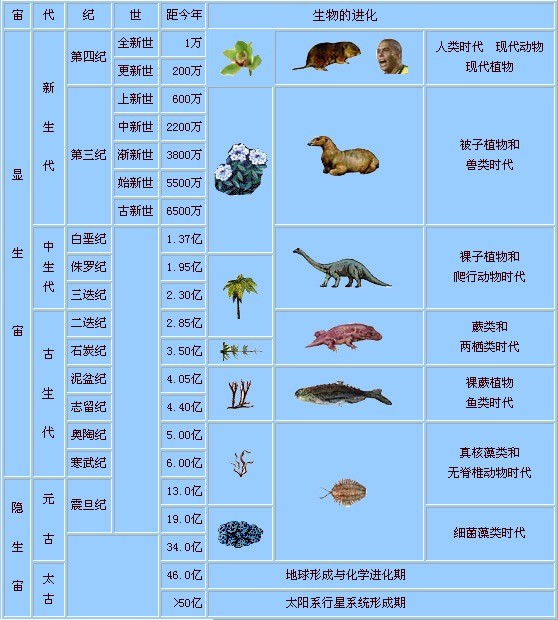 宙 代 纪 世 距今年 生物的进化
显生宙 新生代 第四纪 全新世 1万 人类时代 现代动物
更新世 200万 现代植物
第三纪 上新世 600万
中新世 2200万
渐新世 3800万 被子植物和
兽类时代
始新世 5500万
古新世 6500万
中生代 白垩纪 1.37亿
侏罗纪 1.95亿 裸子植物和
爬行动物时代
三迭纪 2.30亿
古生代 二迭纪 2.85亿 蕨类和
石炭纪 3.50亿 两栖类时代
泥盆纪 4.05亿 裸蕨植物
志留纪 4.40亿 鱼类时代
奥陶纪 5.00亿 真核藻类和
无脊椎动物时代
寒武纪 6.00亿
隐生宙 元古 震旦纪 13.0亿
19.0亿 细菌藻类时代
34.0亿
太古 46.0亿 地球形成与化学进化期
>50亿 太阳系行星系统形成期